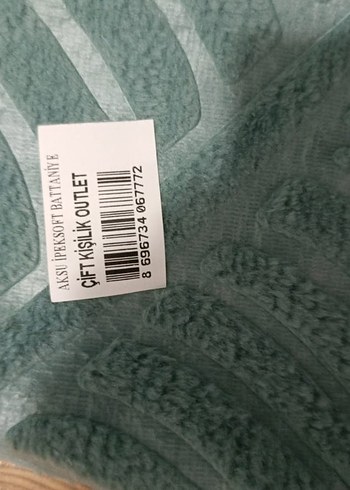 AKSU İPEKSOFT BATTANİYE
ÇİFT KİŞİLİK OUTLET
8 696734 067772